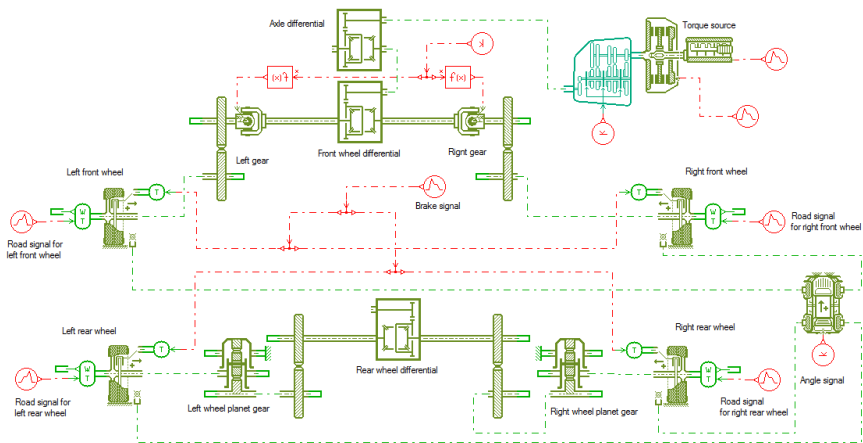 Axle differential
Torque source
K
f(x)
f(x)
K
Left gear
Front wheel differential
Rignt gear
Left front wheel
Right front wheel
T
Brake signal
T
W
T
W
T
Road signal for
left front wheel
Road signal
for right front wheel
Left rear wheel
Right rear wheel
T
T
Rear wheel differential
K
Angle signal
W
T
W
T
Road signal for
left rear wheel
Left wheel planet gear
Right wheel planet gear
Road signal
for right rear wheel